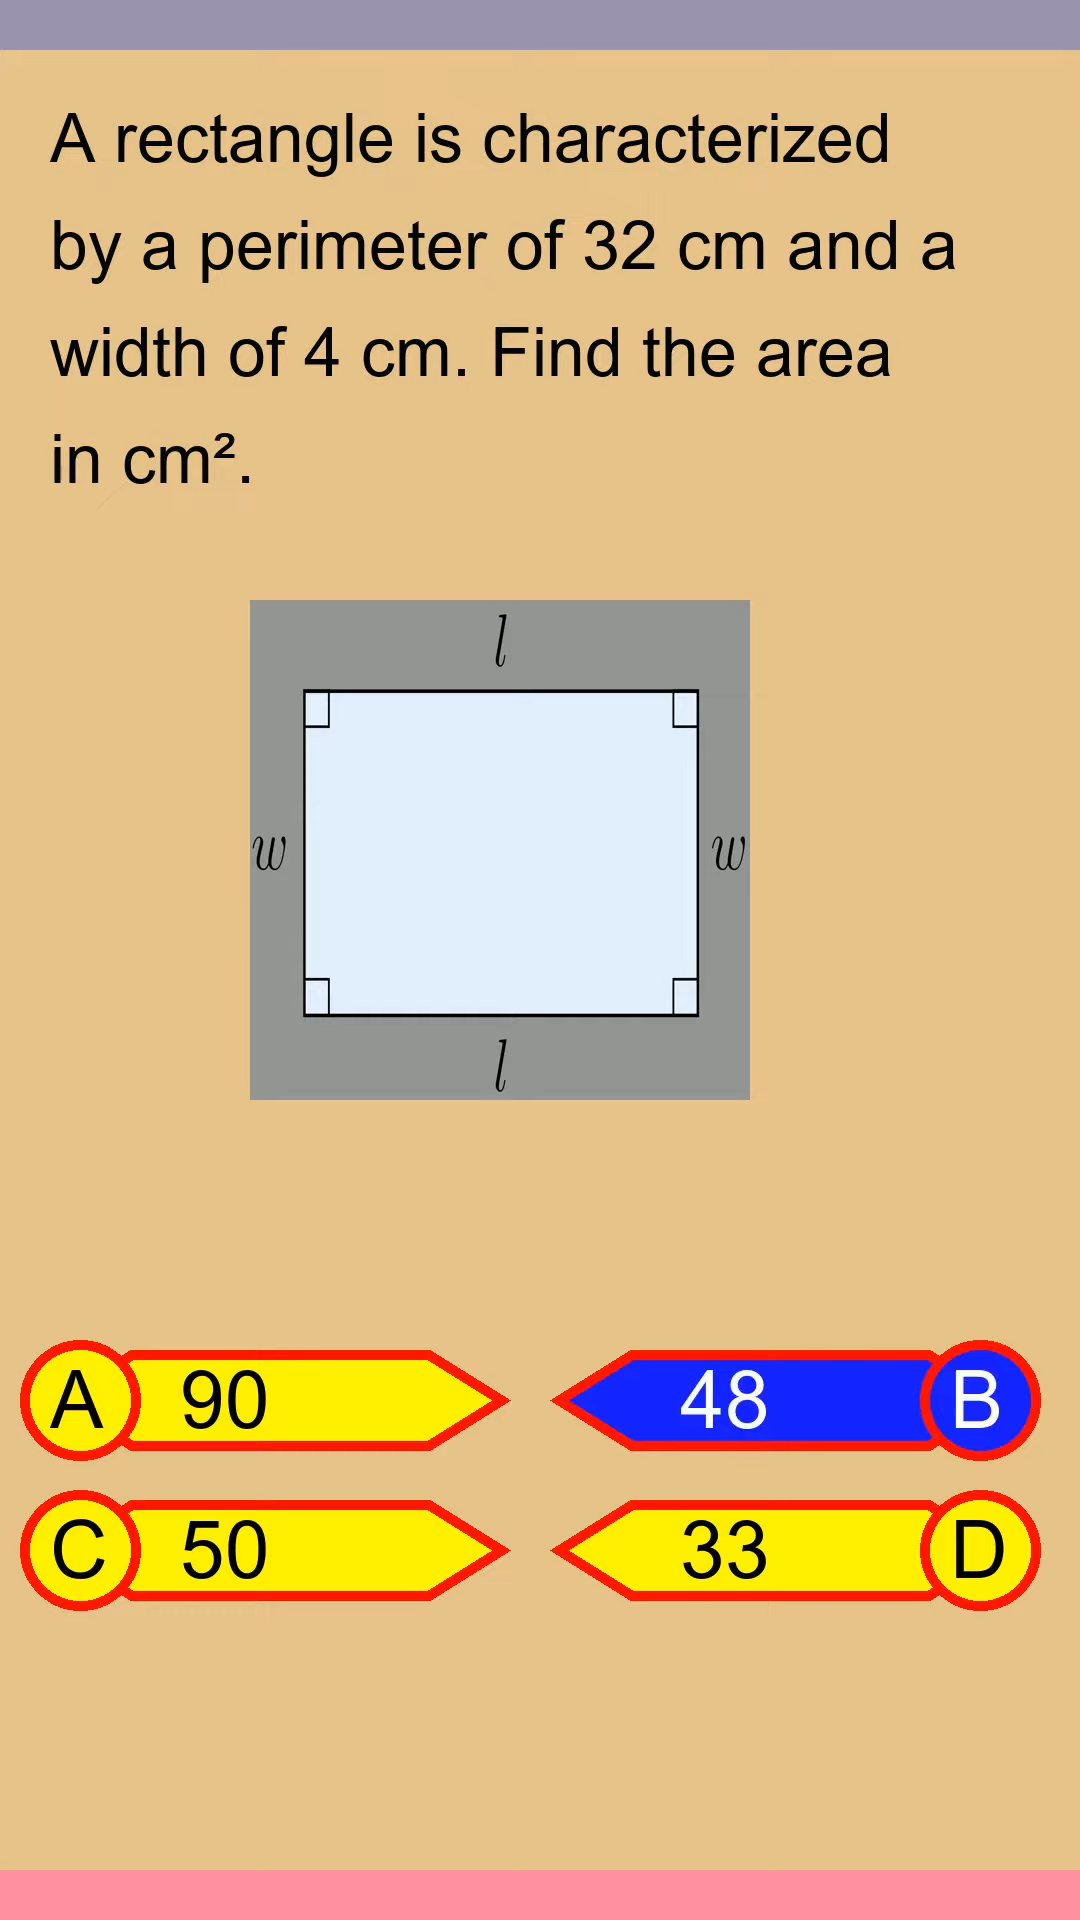 A rectangle is characterized
by a perimeter of 32 cm and a
width of 4 cm. Find the area
in cm².
l
w w
l
A 90 48 B
C 50 33 D